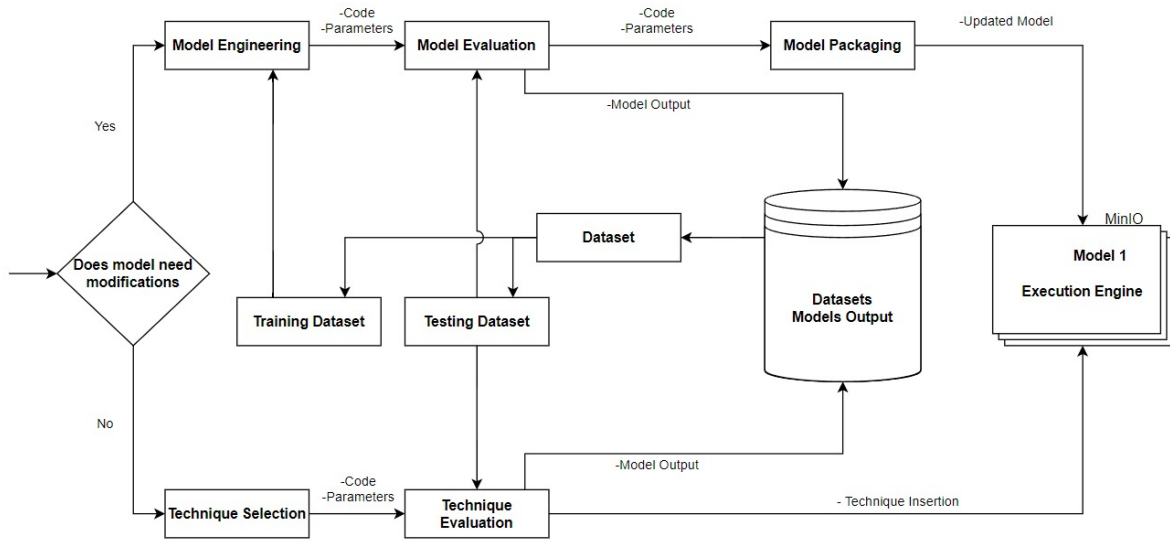 -Code
-Parameters
-Code
-Parameters
-Updated Model
Model Engineering
Model Evaluation
Model Packaging
-Model Output
Yes
MinIO
Dataset
Does model need
modifications
Model 1
Execution Engine
Datasets
Models Output
Training Dataset
Testing Dataset
No
-Model Output
-Code
-Parameters
- Technique Insertion
Technique Selection
Technique
Evaluation